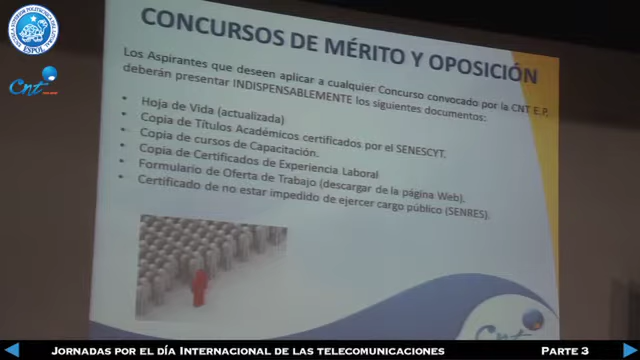 CONCURSOS DE MÉRITO Y OPOSICIÓN
Los Aspirantes que deseen aplicar a cualquier Concurso convocado por la CNT E.P,
deberán presentar INDISPENSABLEMENTE los siguientes documentos:
• Hoja de Vida (actualizada)
• Copia de Títulos Académicos certificados por el SENESCYT.
• Copia de cursos de Capacitación.
• Copia de Certificados de Experiencia Laboral
• Formulario de Oferta de Trabajo (descargar de la página Web).
• Certificado de no estar impedido de ejercer cargo público (SENRES).
ESPOL
Cnt
Cnt
JORNADAS POR EL DÍA INTERNACIONAL DE LAS TELECOMUNICACIONES
PARTE 3